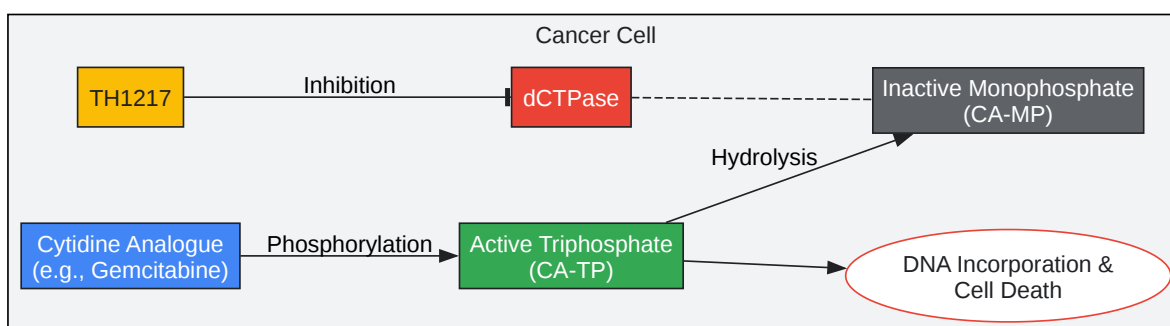 Cancer Cell
TH1217
Inhibition
dCTPase
Inactive Monophosphate
(CA-MP)
Hydrolysis
Cytidine Analogue
(e.g., Gemcitabine)
Phosphorylation
Active Triphosphate
(CA-TP)
DNA Incorporation &
Cell Death